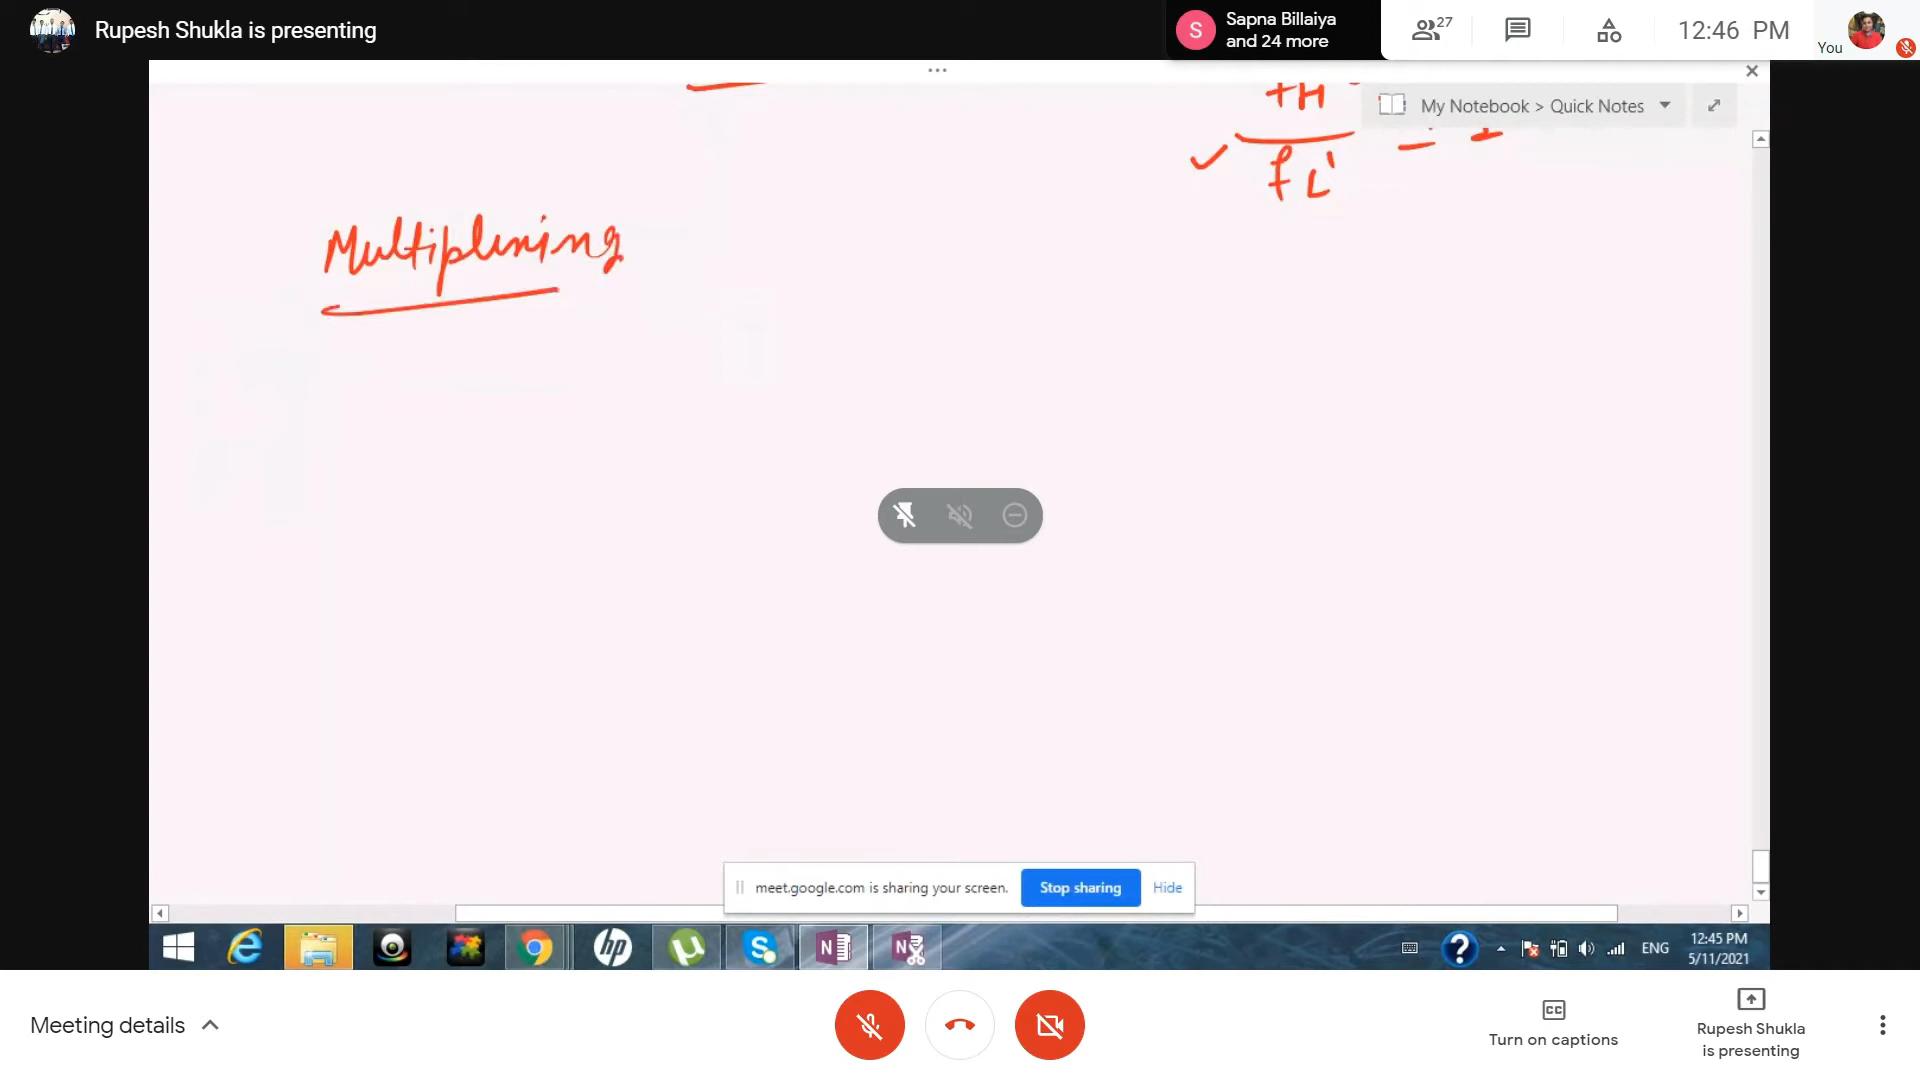 Rupesh Shukla is presenting
S
Sapna Billaiya
and 24 more
27
12:46 PM
You
My Notebook > Quick Notes
fH
fL'
Multiplexing
meet.google.com is sharing your screen.
Stop sharing
Hide
ENG
12:45 PM
5/11/2021
Meeting details
Turn on captions
Rupesh Shukla
is presenting